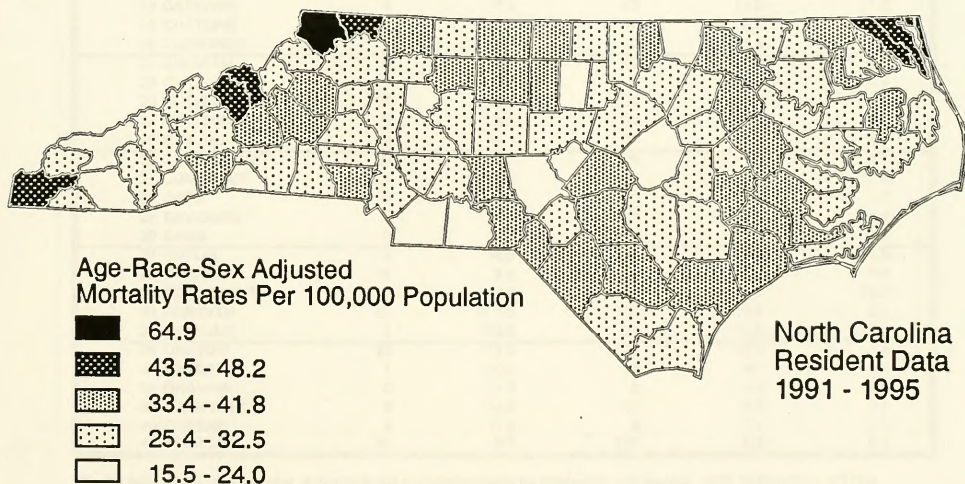 Age-Race-Sex Adjusted
Mortality Rates Per 100,000 Population
64.9
43.5 - 48.2
33.4 - 41.8
25.4 - 32.5
15.5 - 24.0
North Carolina
Resident Data
1991 - 1995